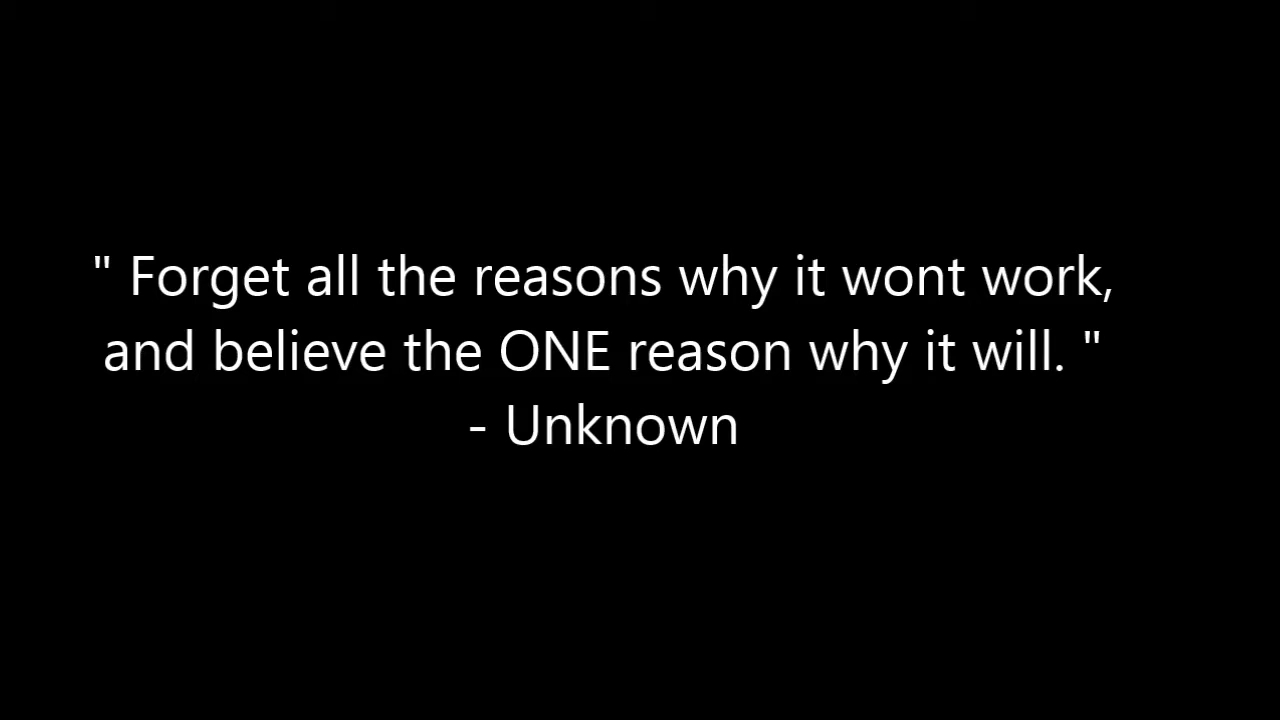 " Forget all the reasons why it wont work,
and believe the ONE reason why it will. "
- Unknown